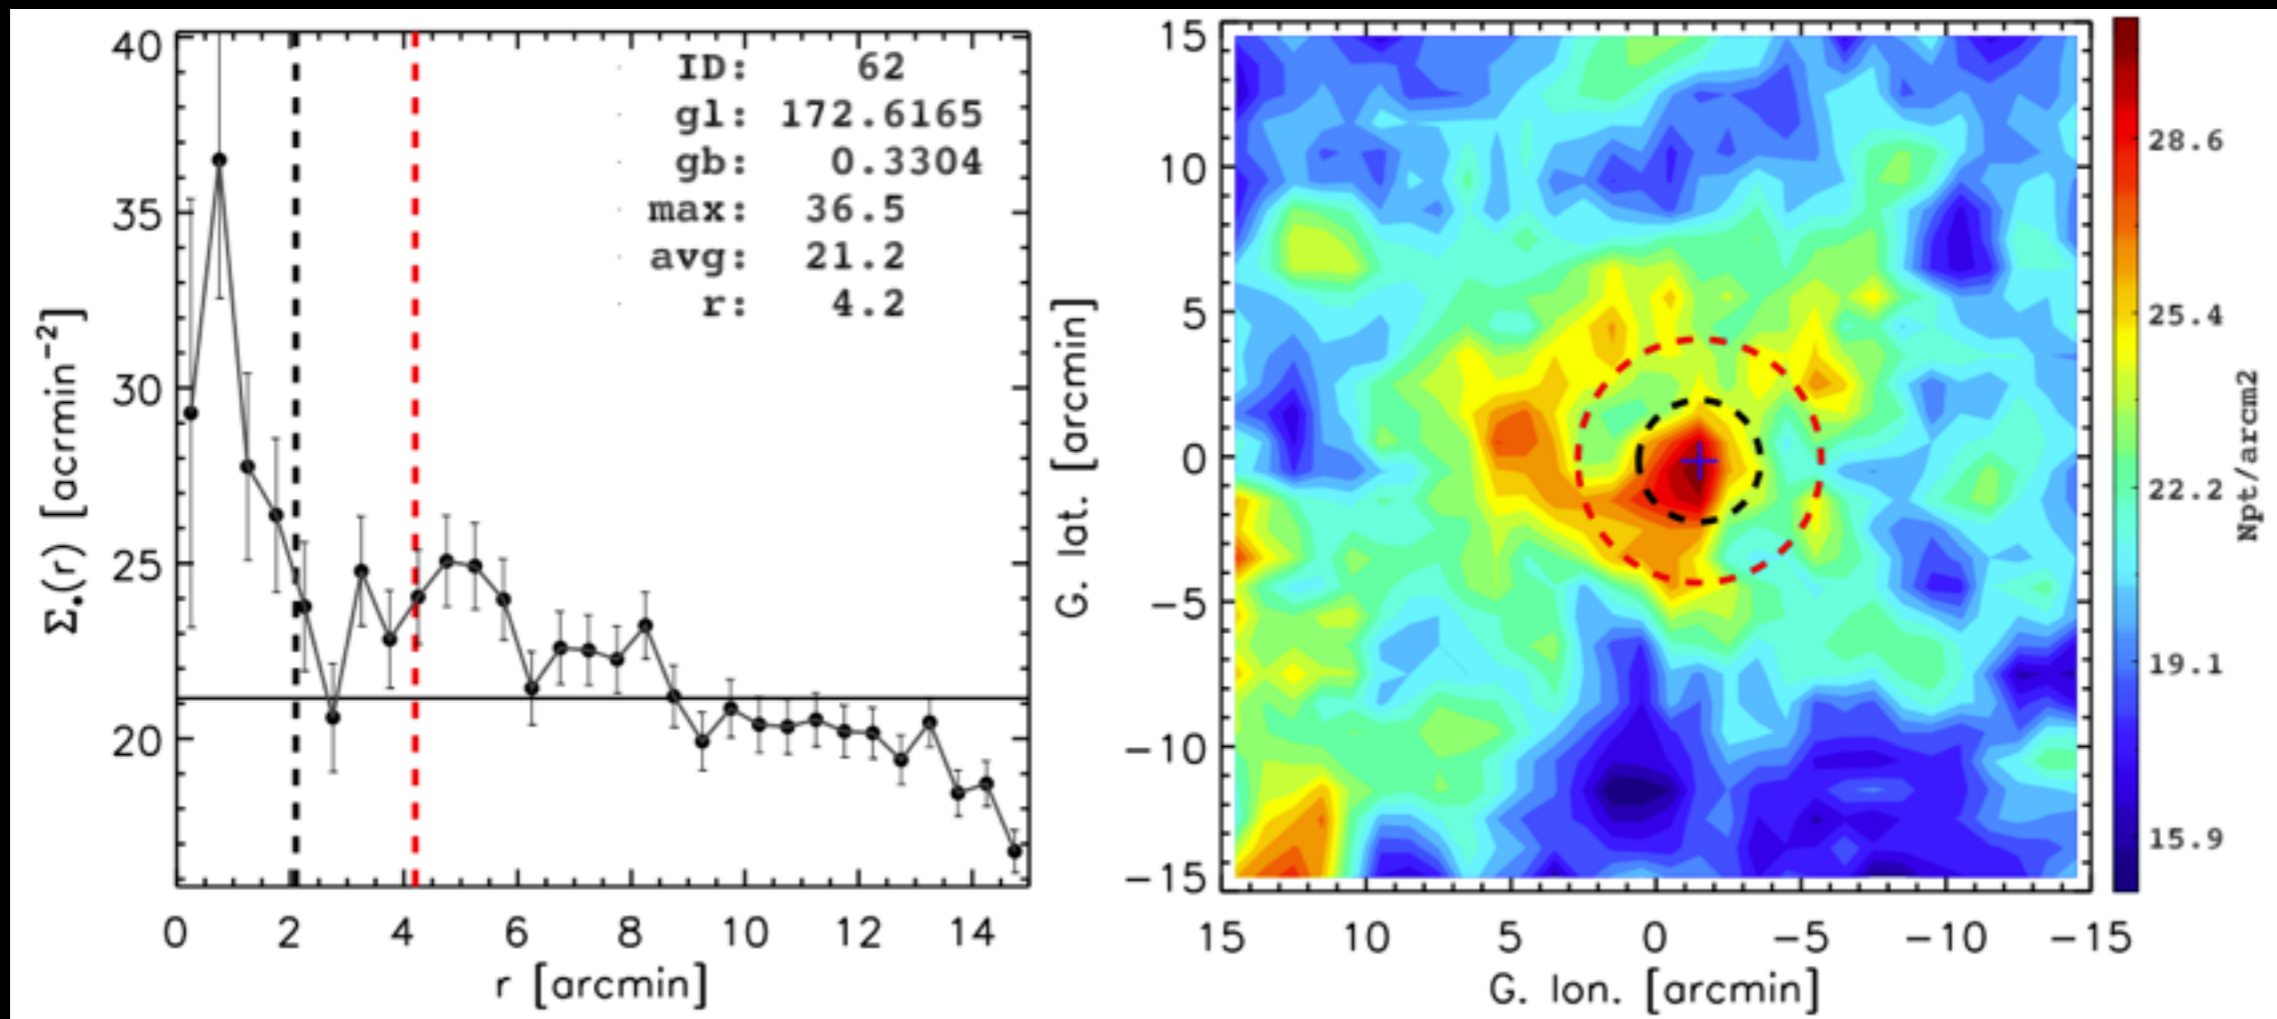 40
35
30
25
20
Σ•(r) [acrmin⁻²]
ID: 62
gl: 172.6165
gb: 0.3304
max: 36.5
avg: 21.2
r: 4.2
0 2 4 6 8 10 12 14
r [arcmin]
15
10
5
0
−5
−10
−15
G. lat. [arcmin]
15 10 5 0 −5 −10 −15
G. lon. [arcmin]
28.6
25.4
22.2
19.1
15.9
Npt/arcm2